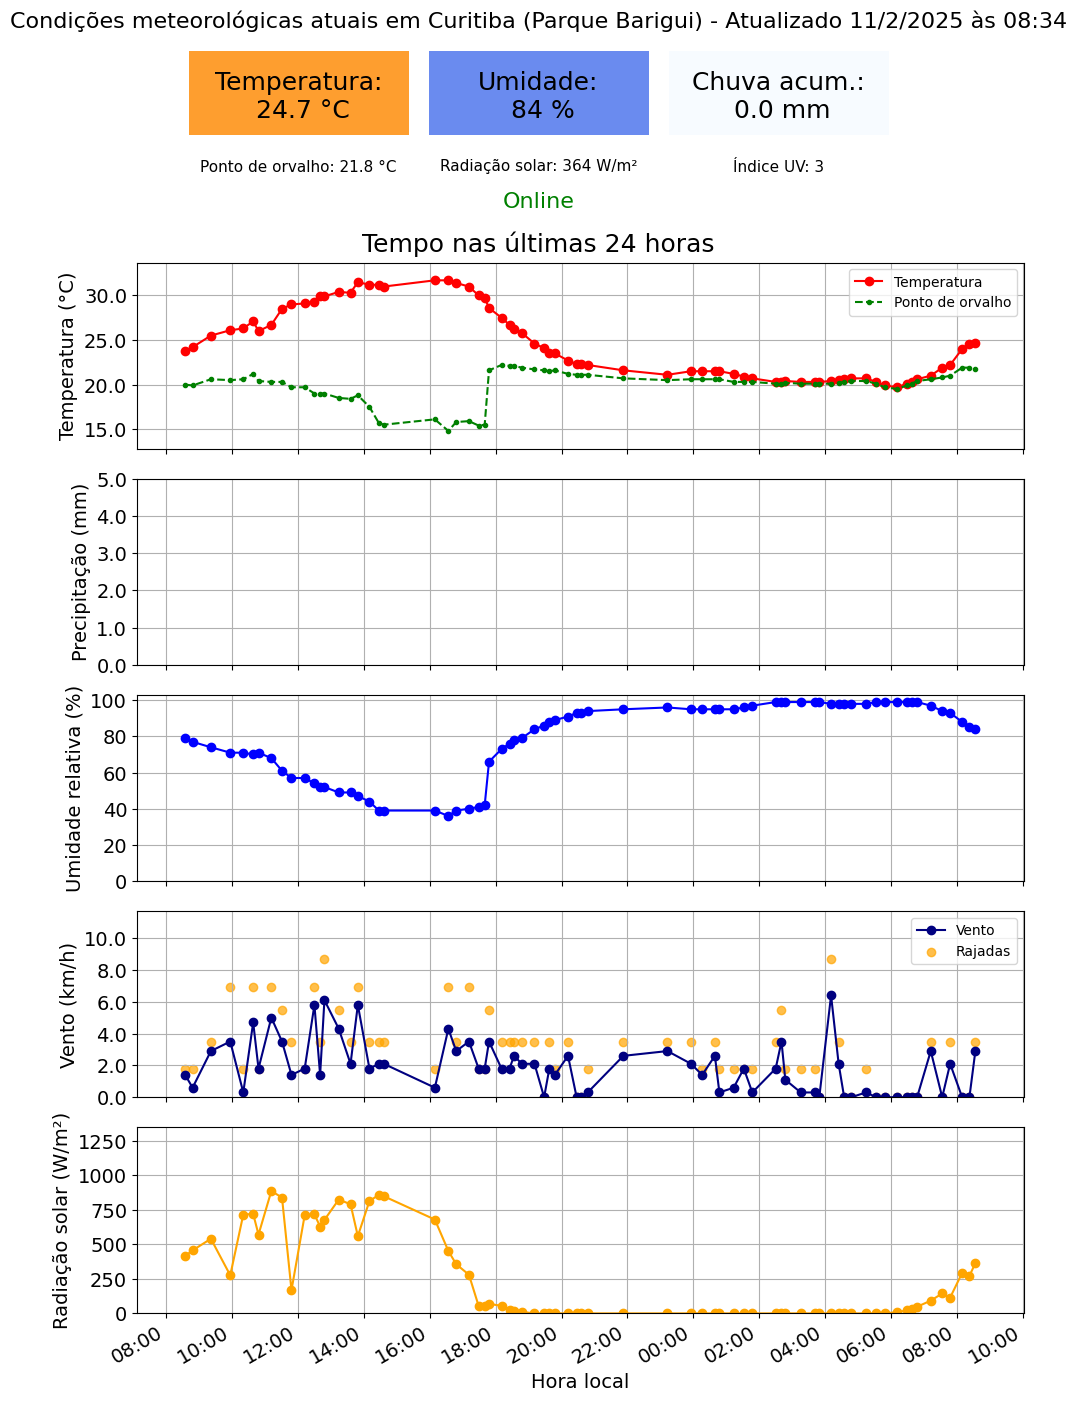 Condições meteorológicas atuais em Curitiba (Parque Barigui) - Atualizado 11/2/2025 às 08:34
Temperatura:
24.7 °C
Umidade:
84 %
Chuva acum.:
0.0 mm
Ponto de orvalho: 21.8 °C
Radiação solar: 364 W/m²
Índice UV: 3
Online
Tempo nas últimas 24 horas
Temperatura (°C)
30.0
25.0
20.0
15.0
Temperatura
Ponto de orvalho
Precipitação (mm)
5.0
4.0
3.0
2.0
1.0
0.0
Umidade relativa (%)
100
80
60
40
20
0
Vento (km/h)
10.0
8.0
6.0
4.0
2.0
0.0
Vento
Rajadas
Radiação solar (W/m²)
1250
1000
750
500
250
0
08:00
10:00
12:00
14:00
16:00
18:00
20:00
22:00
00:00
02:00
04:00
06:00
08:00
10:00
Hora local